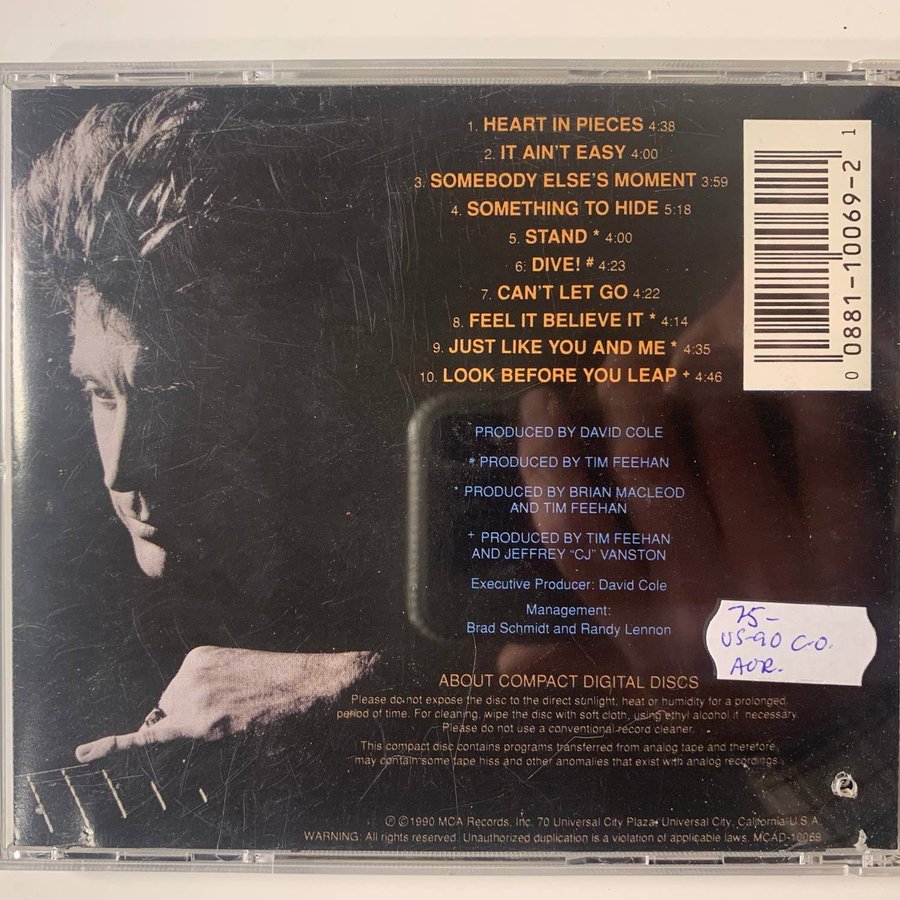 1. HEART IN PIECES 4:38
2. IT AIN'T EASY 4:00
3. SOMEBODY ELSE'S MOMENT 3:59
4. SOMETHING TO HIDE 5:18
5. STAND * 4:00
6. DIVE! # 4:23
7. CAN'T LET GO 4:22
8. FEEL IT BELIEVE IT * 4:14
9. JUST LIKE YOU AND ME * 4:35
10. LOOK BEFORE YOU LEAP + 4:46
0 0881-10069-2 1
PRODUCED BY DAVID COLE
# PRODUCED BY TIM FEEHAN
* PRODUCED BY BRIAN MACLEOD
AND TIM FEEHAN
+ PRODUCED BY TIM FEEHAN
AND JEFFREY "CJ" VANSTON
Executive Producer: David Cole
Management:
Brad Schmidt and Randy Lennon
75-
US-90 C-O.
AOR.
ABOUT COMPACT DIGITAL DISCS
Please do not expose the disc to the direct sunlight, heat or humidity for a prolonged
period of time. For cleaning, wipe the disc with soft cloth, using ethyl alcohol if necessary.
Please do not use a conventional record cleaner.
This compact disc contains programs transferred from analog tape and therefore
may contain some tape hiss and other anomalies that exist with analog recordings.
℗ ©1990 MCA Records, Inc. 70 Universal City Plaza, Universal City, California U.S.A.
WARNING: All rights reserved. Unauthorized duplication is a violation of applicable laws. MCAD-10069